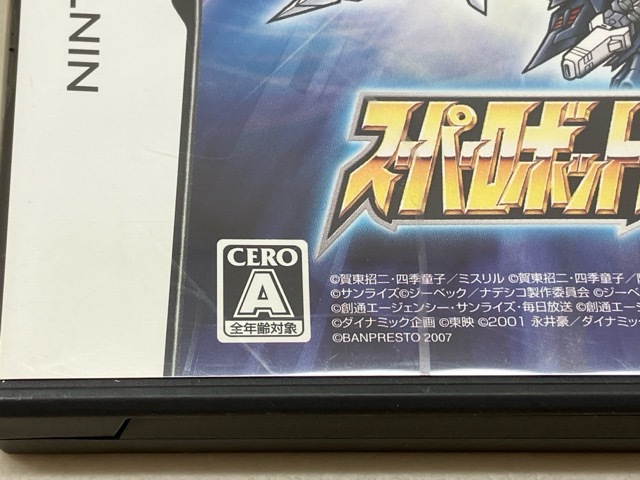 NIN
スーパーロボット
CERO
A
全年齢対象
©賀東招二・四季童子／ミスリル ©賀東招二・四季童子／
©サンライズ©ジーベック／ナデシコ製作委員会 ©ジーベ
©創通エージェンシー・サンライズ・毎日放送 ©創通エージ
©ダイナミック企画 ©東映 ©2001 永井豪／ダイナミッ
©BANPRESTO 2007